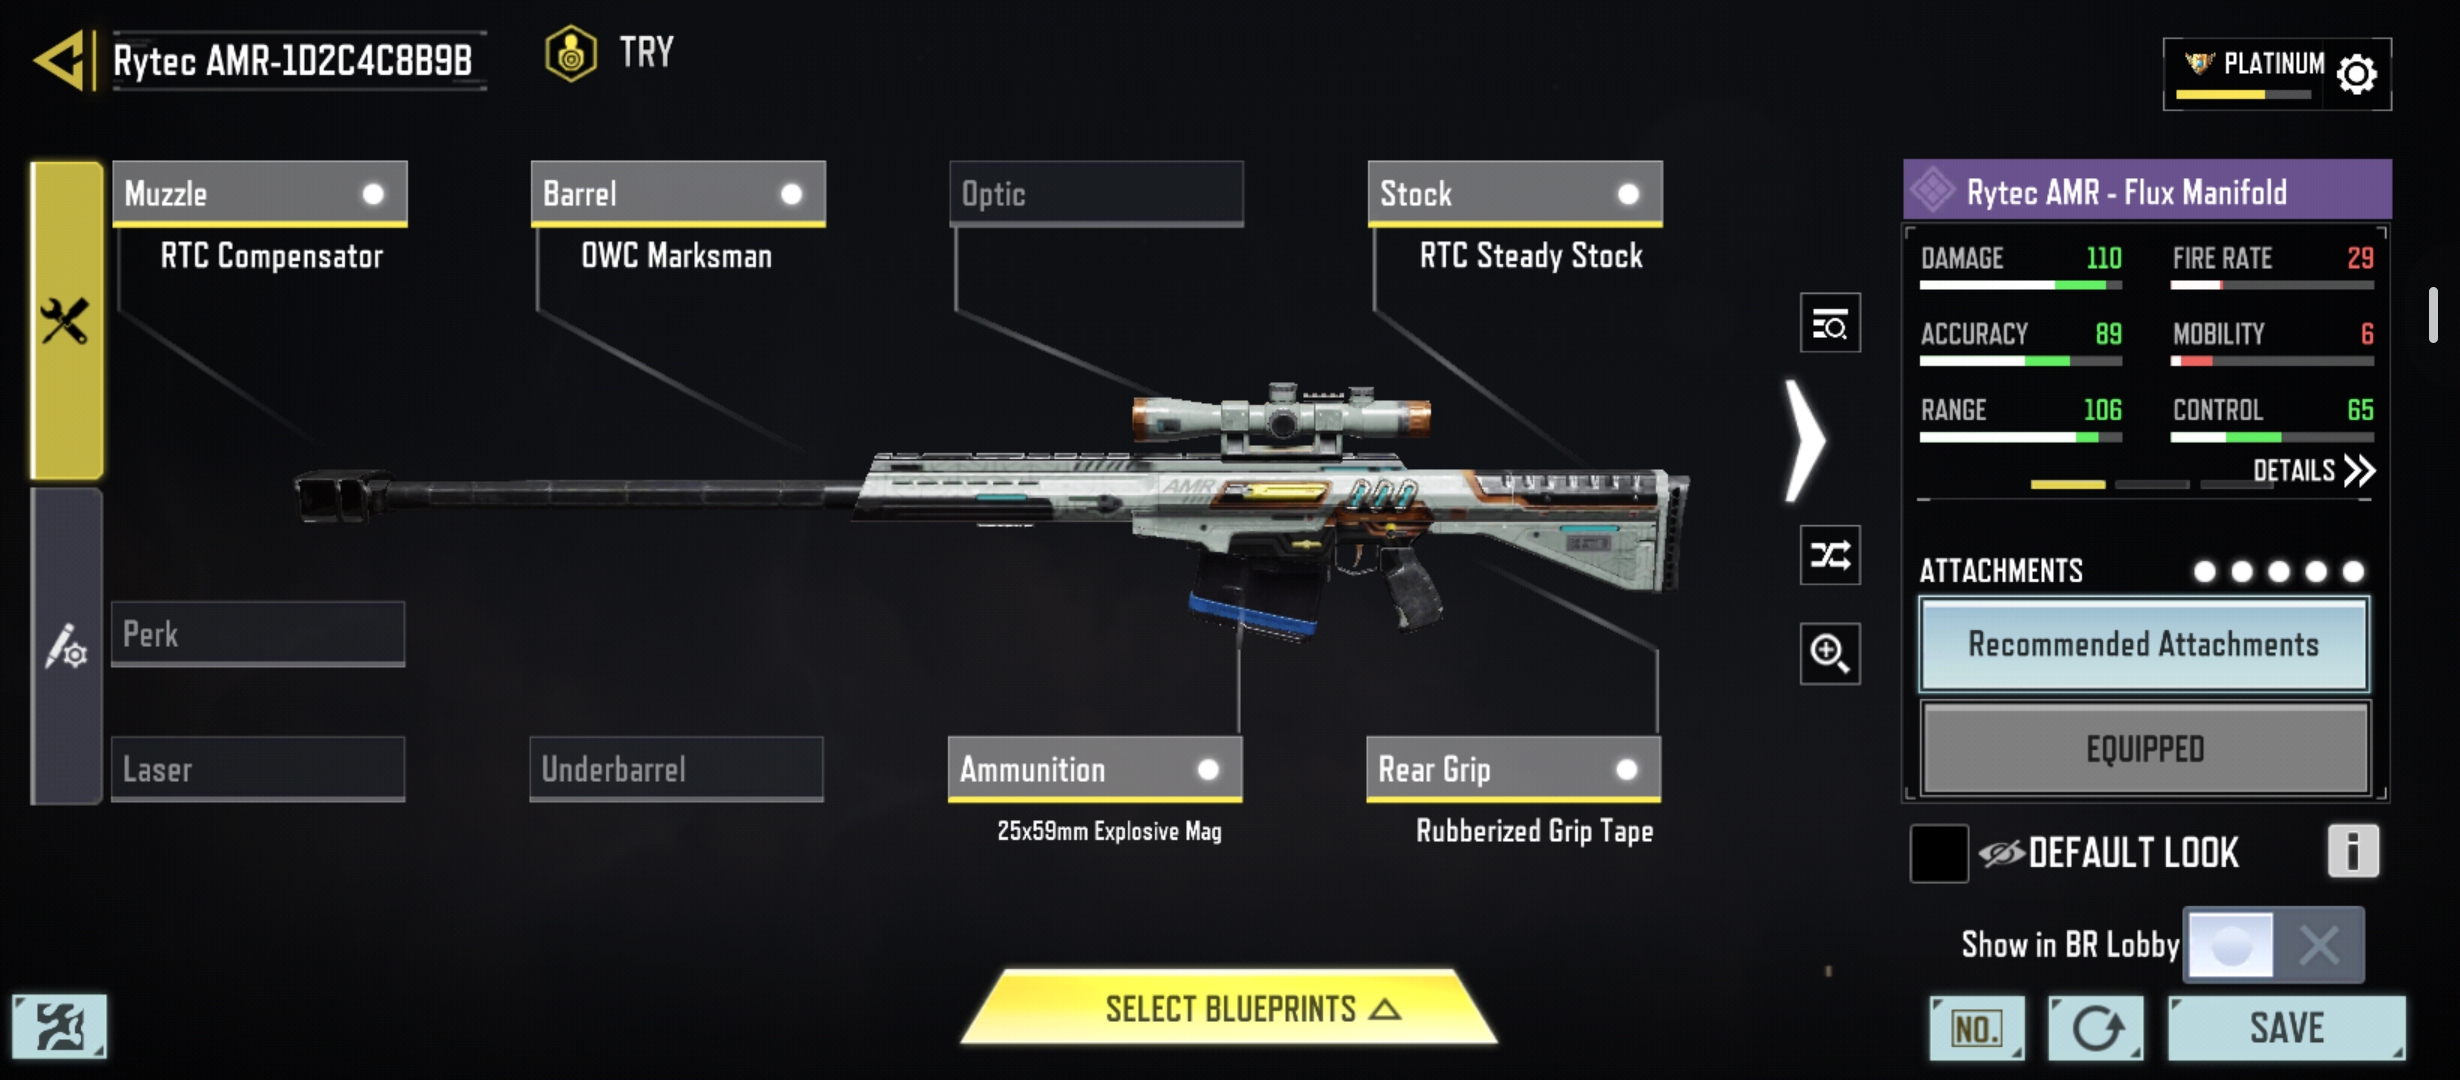 Rytec AMR-1D2C4C8B9B
TRY
PLATINUM
Muzzle
RTC Compensator
Barrel
OWC Marksman
Optic
Stock
RTC Steady Stock
Rytec AMR - Flux Manifold
DAMAGE 110
FIRE RATE 29
ACCURACY 89
MOBILITY 6
RANGE 106
CONTROL 65
DETAILS
AMR
Perk
Laser
Underbarrel
Ammunition
25x59mm Explosive Mag
Rear Grip
Rubberized Grip Tape
ATTACHMENTS
Recommended Attachments
EQUIPPED
DEFAULT LOOK
i
Show in BR Lobby
SELECT BLUEPRINTS
NO.
SAVE